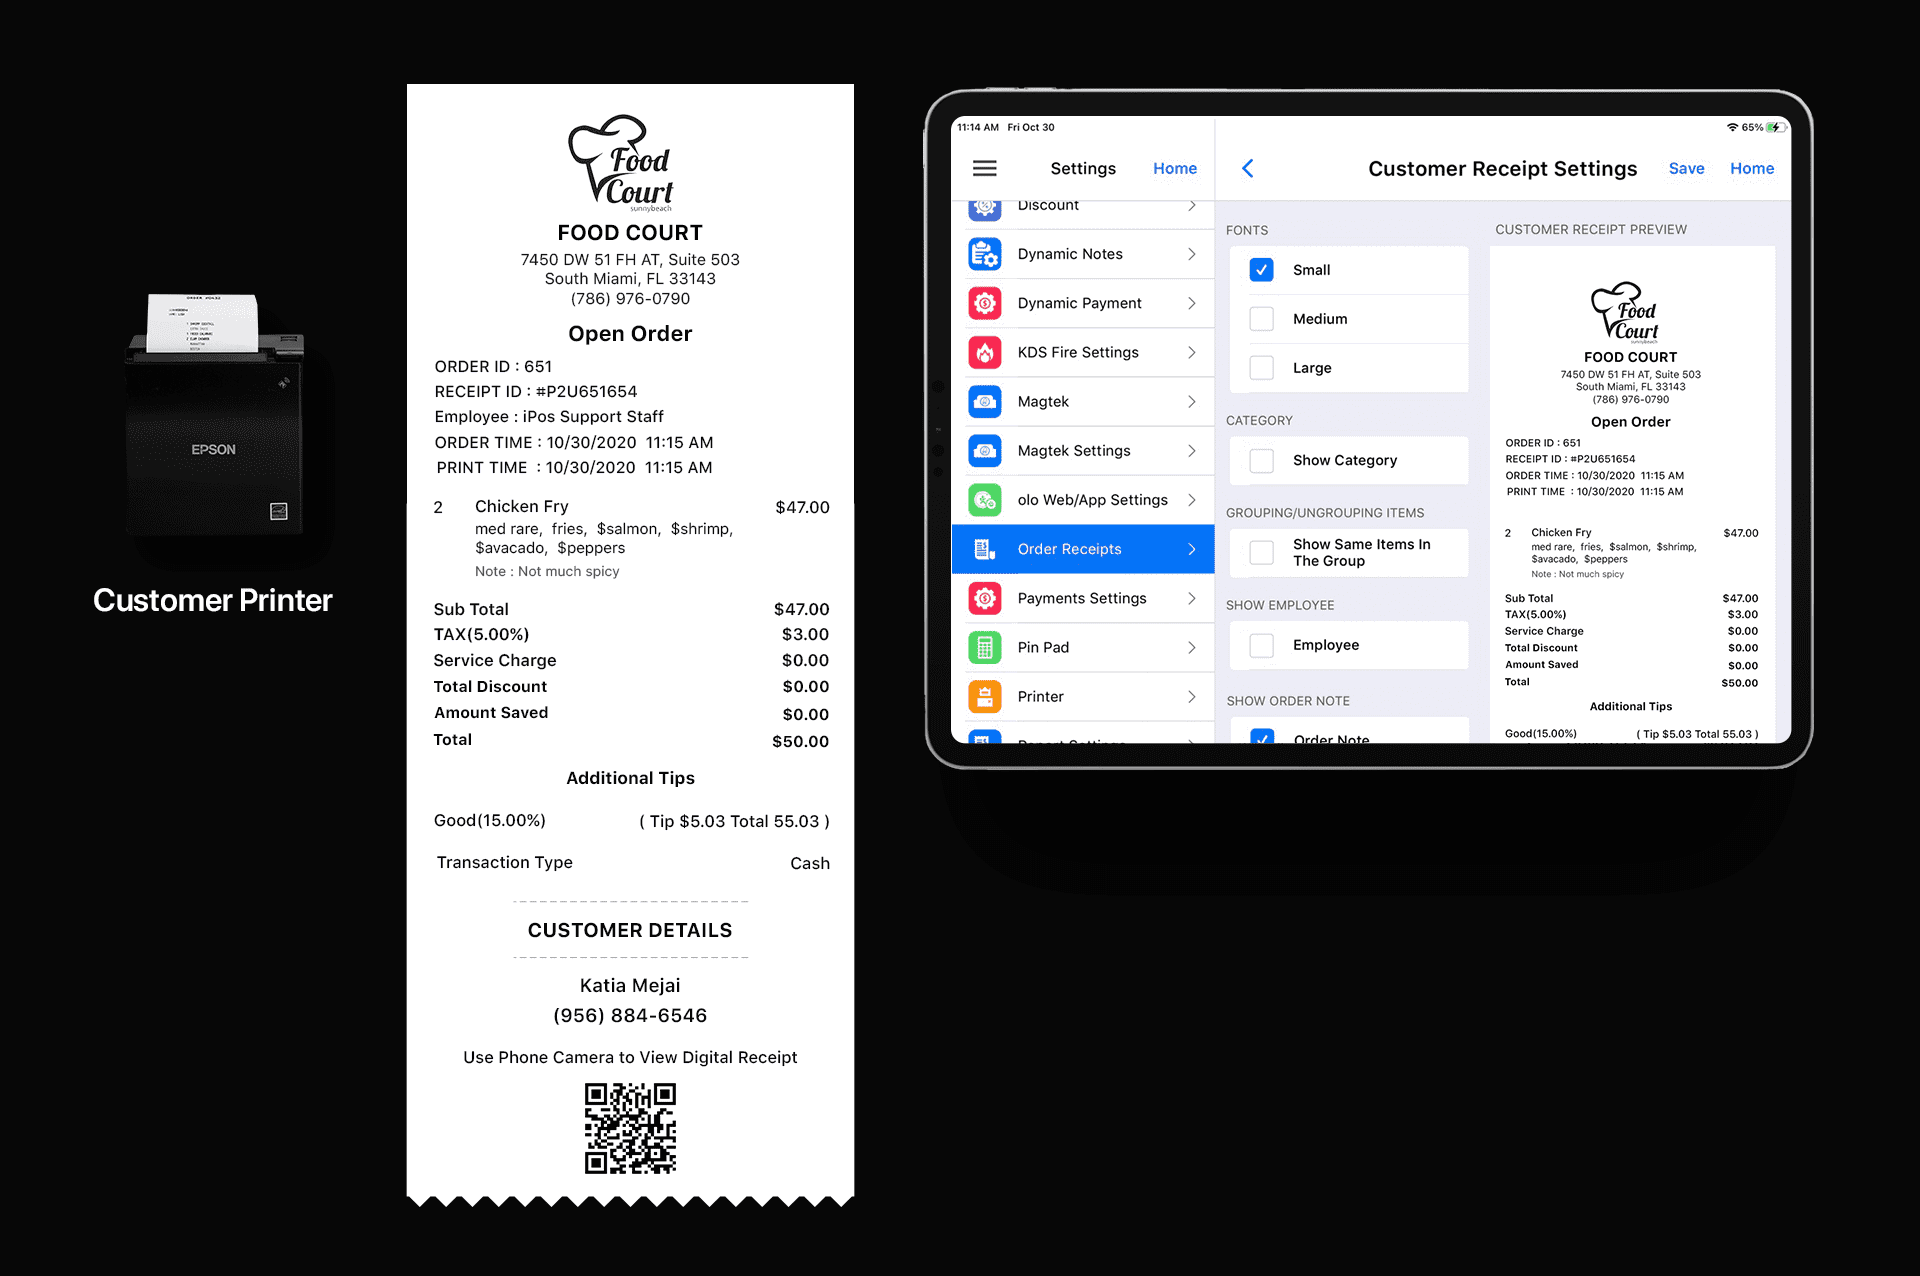 EPSON
Customer Printer
Food
Court
sunnybeach
FOOD COURT
7450 DW 51 FH AT, Suite 503
South Miami, FL 33143
(786) 976-0790
Open Order
ORDER ID : 651
RECEIPT ID : #P2U651654
Employee : iPos Support Staff
ORDER TIME : 10/30/2020 11:15 AM
PRINT TIME : 10/30/2020 11:15 AM
2 Chicken Fry $47.00
med rare, fries, $salmon, $shrimp,
$avacado, $peppers
Note : Not much spicy
Sub Total $47.00
TAX(5.00%) $3.00
Service Charge $0.00
Total Discount $0.00
Amount Saved $0.00
Total $50.00
Additional Tips
Good(15.00%) ( Tip $5.03 Total 55.03 )
Transaction Type Cash
CUSTOMER DETAILS
Katia Mejai
(956) 884-6546
Use Phone Camera to View Digital Receipt
11:14 AM Fri Oct 30
65%
Settings Home
Discount
Dynamic Notes
Dynamic Payment
KDS Fire Settings
Magtek
Magtek Settings
olo Web/App Settings
Order Receipts
Payments Settings
Pin Pad
Printer
Report Settings
Customer Receipt Settings Save Home
FONTS
Small
Medium
Large
CATEGORY
Show Category
GROUPING/UNGROUPING ITEMS
Show Same Items In
The Group
SHOW EMPLOYEE
Employee
SHOW ORDER NOTE
Order Note
CUSTOMER RECEIPT PREVIEW
Food
Court
sunnybeach
FOOD COURT
7450 DW 51 FH AT, Suite 503
South Miami, FL 33143
(786) 976-0790
Open Order
ORDER ID : 651
RECEIPT ID : #P2U651654
ORDER TIME : 10/30/2020 11:15 AM
PRINT TIME : 10/30/2020 11:15 AM
2 Chicken Fry $47.00
med rare, fries, $salmon, $shrimp,
$avacado, $peppers
Note : Not much spicy
Sub Total $47.00
TAX(5.00%) $3.00
Service Charge $0.00
Total Discount $0.00
Amount Saved $0.00
Total $50.00
Additional Tips
Good(15.00%) ( Tip $5.03 Total 55.03 )